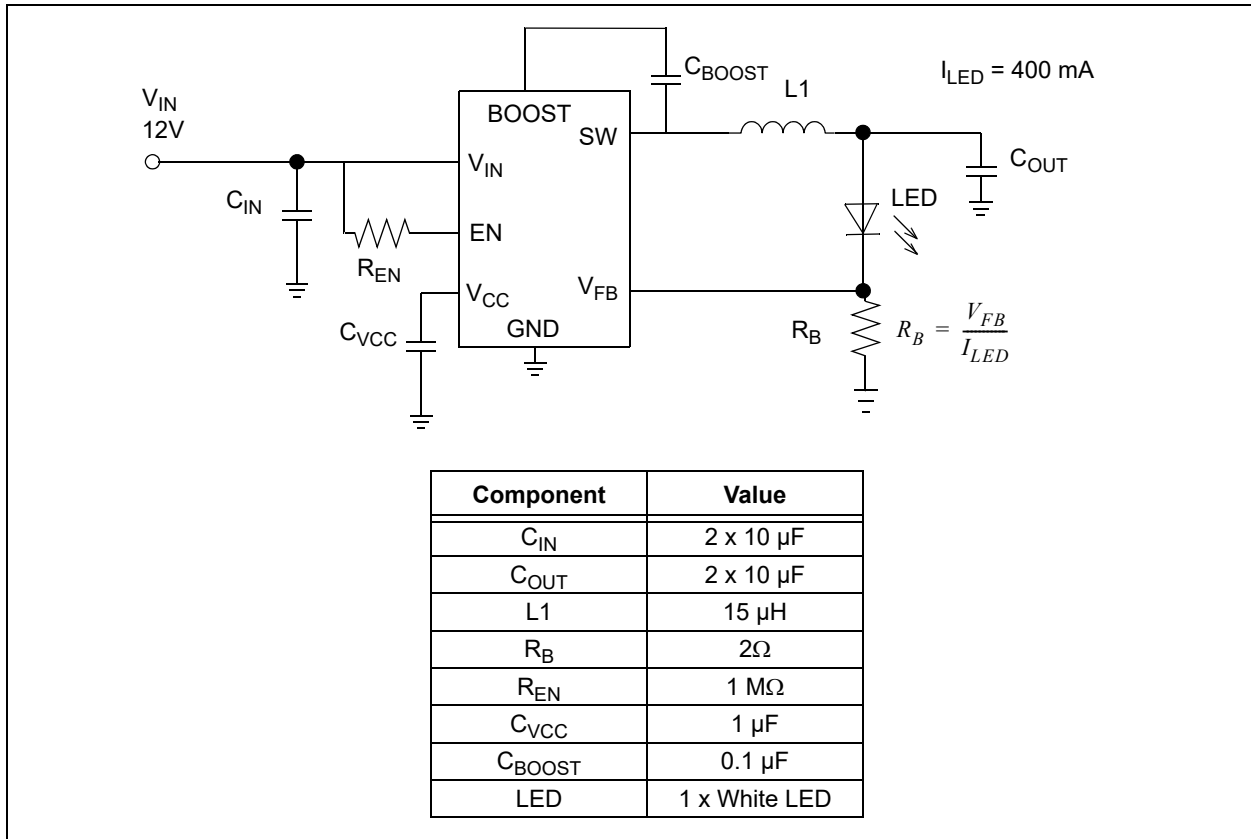 C_BOOST
I_LED = 400 mA
V_IN
12V
BOOST
L1
SW
C_OUT
V_IN
C_IN
LED
EN
R_EN
V_CC
V_FB
C_VCC
GND
R_B
R_B = V_FB / I_LED
Component Value
C_IN 2 x 10 µF
C_OUT 2 x 10 µF
L1 15 µH
R_B 2Ω
R_EN 1 MΩ
C_VCC 1 µF
C_BOOST 0.1 µF
LED 1 x White LED